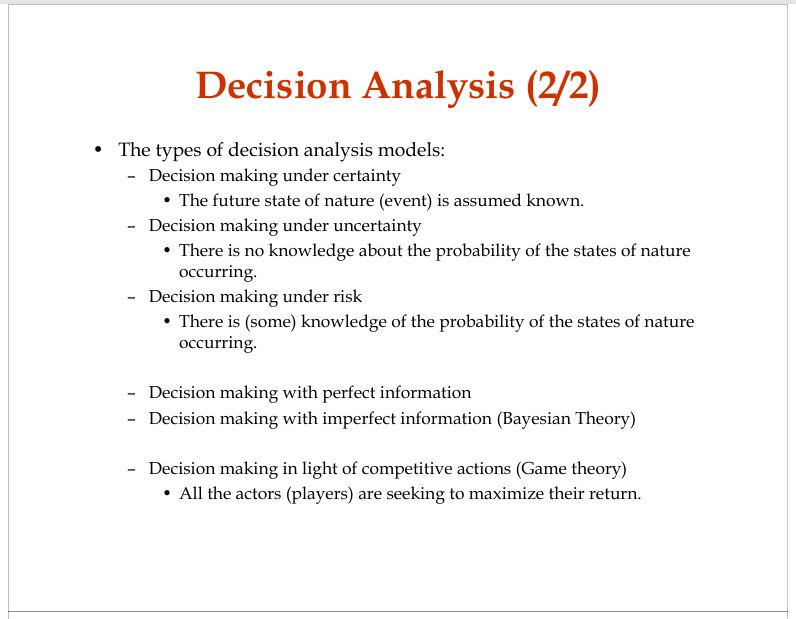 Decision Analysis (2/2)
• The types of decision analysis models:
– Decision making under certainty
• The future state of nature (event) is assumed known.
– Decision making under uncertainty
• There is no knowledge about the probability of the states of nature
occurring.
– Decision making under risk
• There is (some) knowledge of the probability of the states of nature
occurring.
– Decision making with perfect information
– Decision making with imperfect information (Bayesian Theory)
– Decision making in light of competitive actions (Game theory)
• All the actors (players) are seeking to maximize their return.